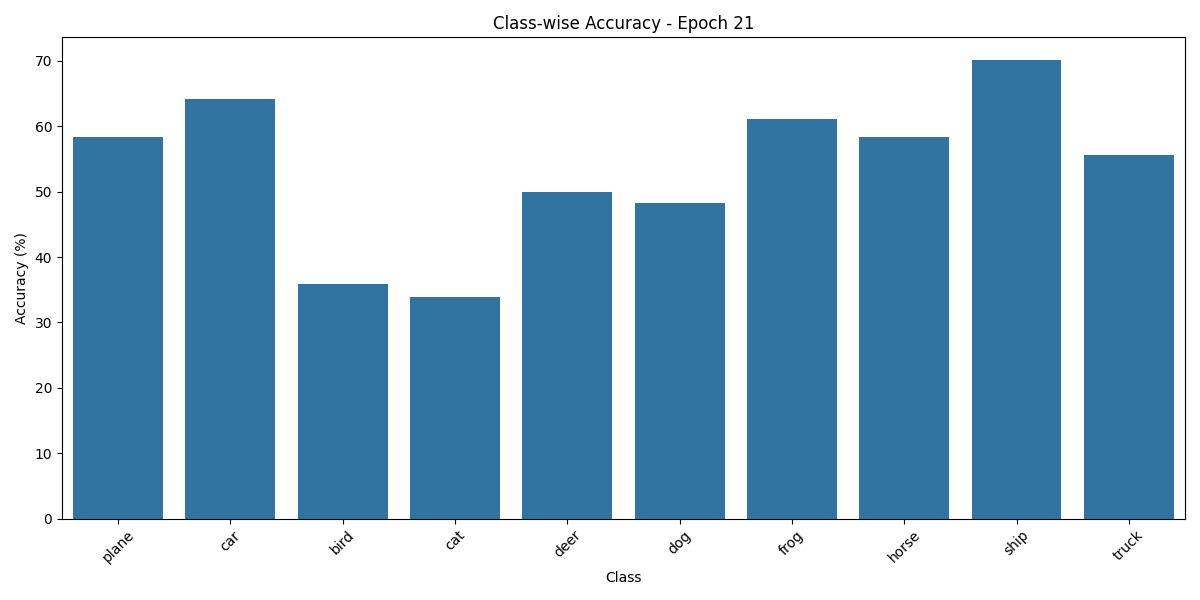 Class-wise Accuracy - Epoch 21
Accuracy (%)
70
60
50
40
30
20
10
0
plane
car
bird
cat
deer
dog
frog
horse
ship
truck
Class